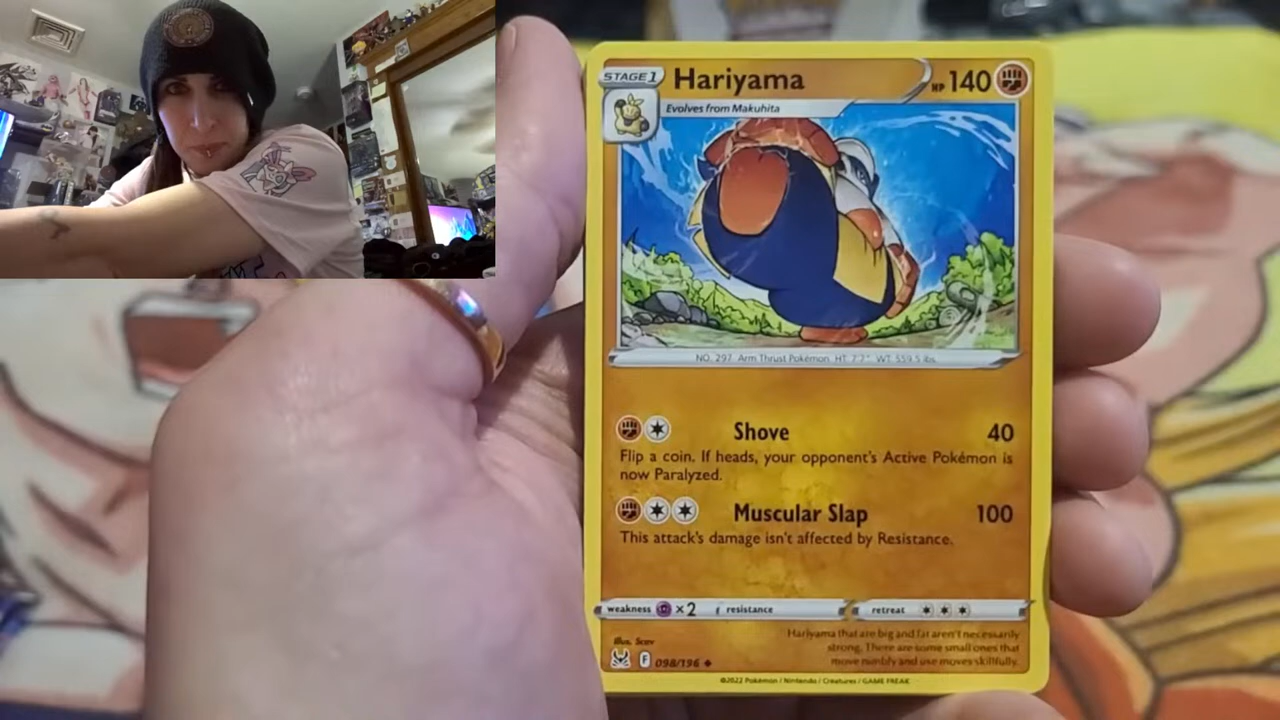 STAGE 1
Hariyama
HP 140
Evolves from Makuhita
NO. 297 Arm Thrust Pokémon HT: 7'7" WT: 559.5 lbs.
Shove 40
Flip a coin. If heads, your opponent's Active Pokémon is
now Paralyzed.
Muscular Slap 100
This attack's damage isn't affected by Resistance.
weakness ×2 resistance retreat
Illus. Scav
Hariyama that are big and fat aren't necessarily
strong. There are some small ones that
move nimbly and use moves skillfully.
F 098/196
©2022 Pokémon / Nintendo / Creatures / GAME FREAK